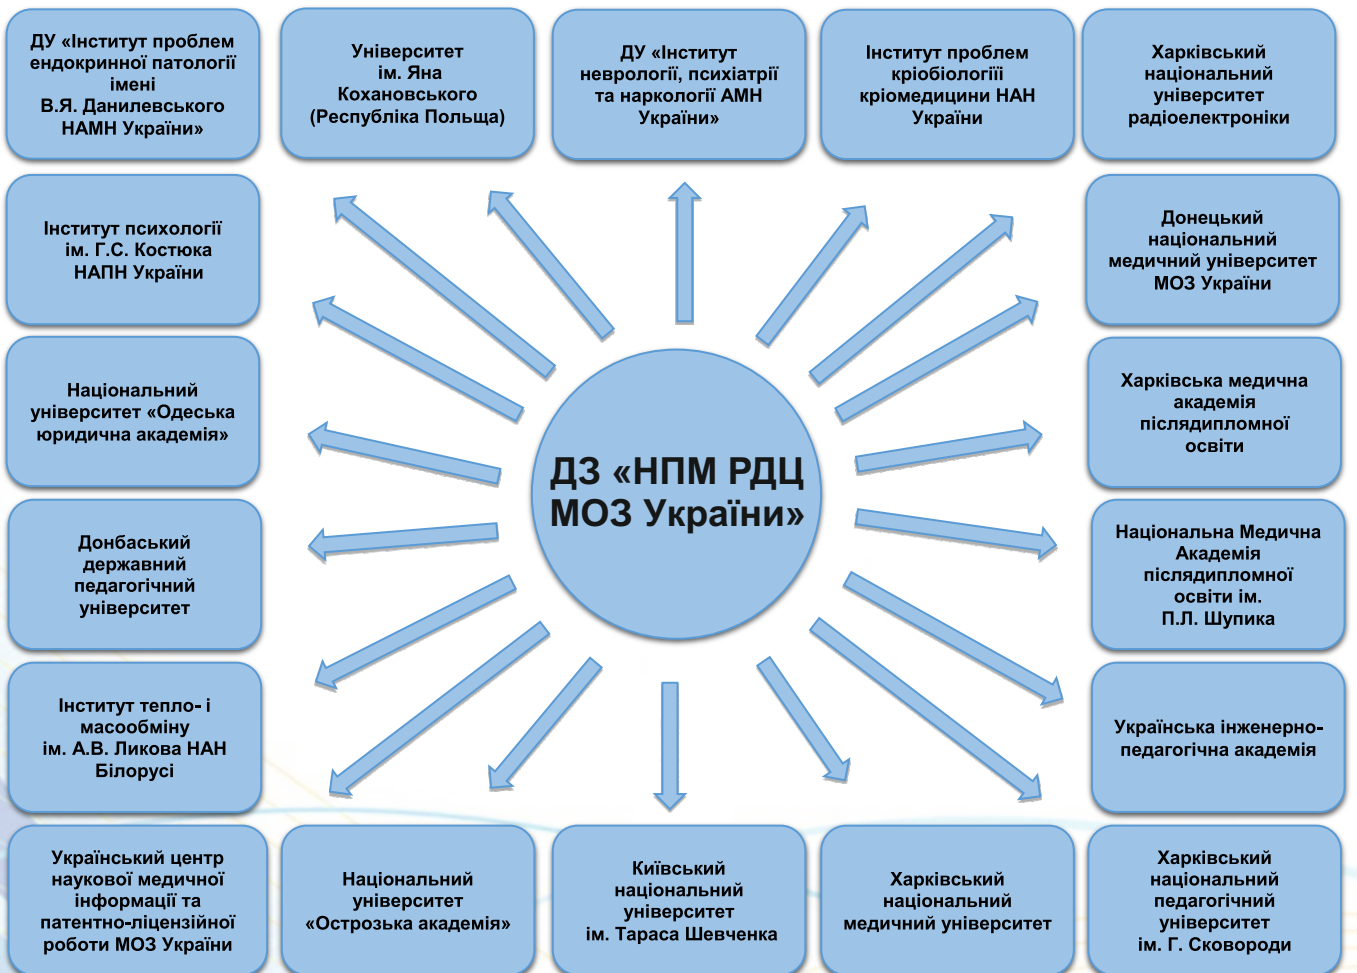 ДУ «Інститут проблем
ендокринної патології
імені
В.Я. Данилевського
НАМН України»
Університет
ім. Яна
Кохановського
(Республіка Польща)
ДУ «Інститут
неврології, психіатрії
та наркології АМН
України»
Інститут проблем
кріобіологіїі
кріомедицини НАН
України
Харківський
національний
університет
радіоелектроніки
Інститут психології
ім. Г.С. Костюка
НАПН України
Донецький
національний
медичний університет
МОЗ України
Національний
університет «Одеська
юридична академія»
Харківська медична
академія
післядипломної
освіти
ДЗ «НПМ РДЦ
МОЗ України»
Донбаський
державний
педагогічний
університет
Національна Медична
Академія
післядипломної
освіти ім.
П.Л. Шупика
Інститут тепло- і
масообміну
ім. А.В. Ликова НАН
Білорусі
Українська інженерно-
педагогічна академія
Український центр
наукової медичної
інформації та
патентно-ліцензійної
роботи МОЗ України
Національний
університет
«Острозька академія»
Київський
національний
університет
ім. Тараса Шевченка
Харківський
національний
медичний університет
Харківський
національний
педагогічний
університет
ім. Г. Сковороди